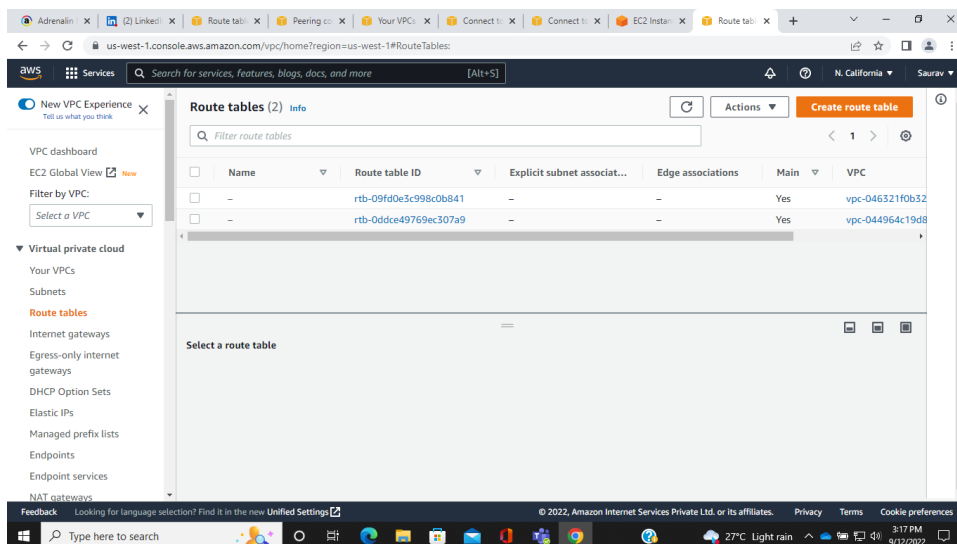 Adrenalin
(2) LinkedI
Route tabl
Peering co
Your VPCs
Connect to
Connect to
EC2 Instan
Route tabl
us-west-1.console.aws.amazon.com/vpc/home?region=us-west-1#RouteTables:
aws Services Search for services, features, blogs, docs, and more [Alt+S] N. California Saurav
New VPC Experience
Tell us what you think
VPC dashboard
EC2 Global View New
Filter by VPC:
Select a VPC
Virtual private cloud
Your VPCs
Subnets
Route tables
Internet gateways
Egress-only internet
gateways
DHCP Option Sets
Elastic IPs
Managed prefix lists
Endpoints
Endpoint services
NAT gateways
Route tables (2) Info
Actions
Create route table
Filter route tables
1
Name Route table ID Explicit subnet associat... Edge associations Main VPC
– rtb-09fd0e3c998c0b841 – – Yes vpc-046321f0b32
– rtb-0ddce49769ec307a9 – – Yes vpc-044964c19d8
Select a route table
Feedback Looking for language selection? Find it in the new Unified Settings © 2022, Amazon Internet Services Private Ltd. or its affiliates. Privacy Terms Cookie preferences
Type here to search
27°C Light rain
3:17 PM
9/12/2022